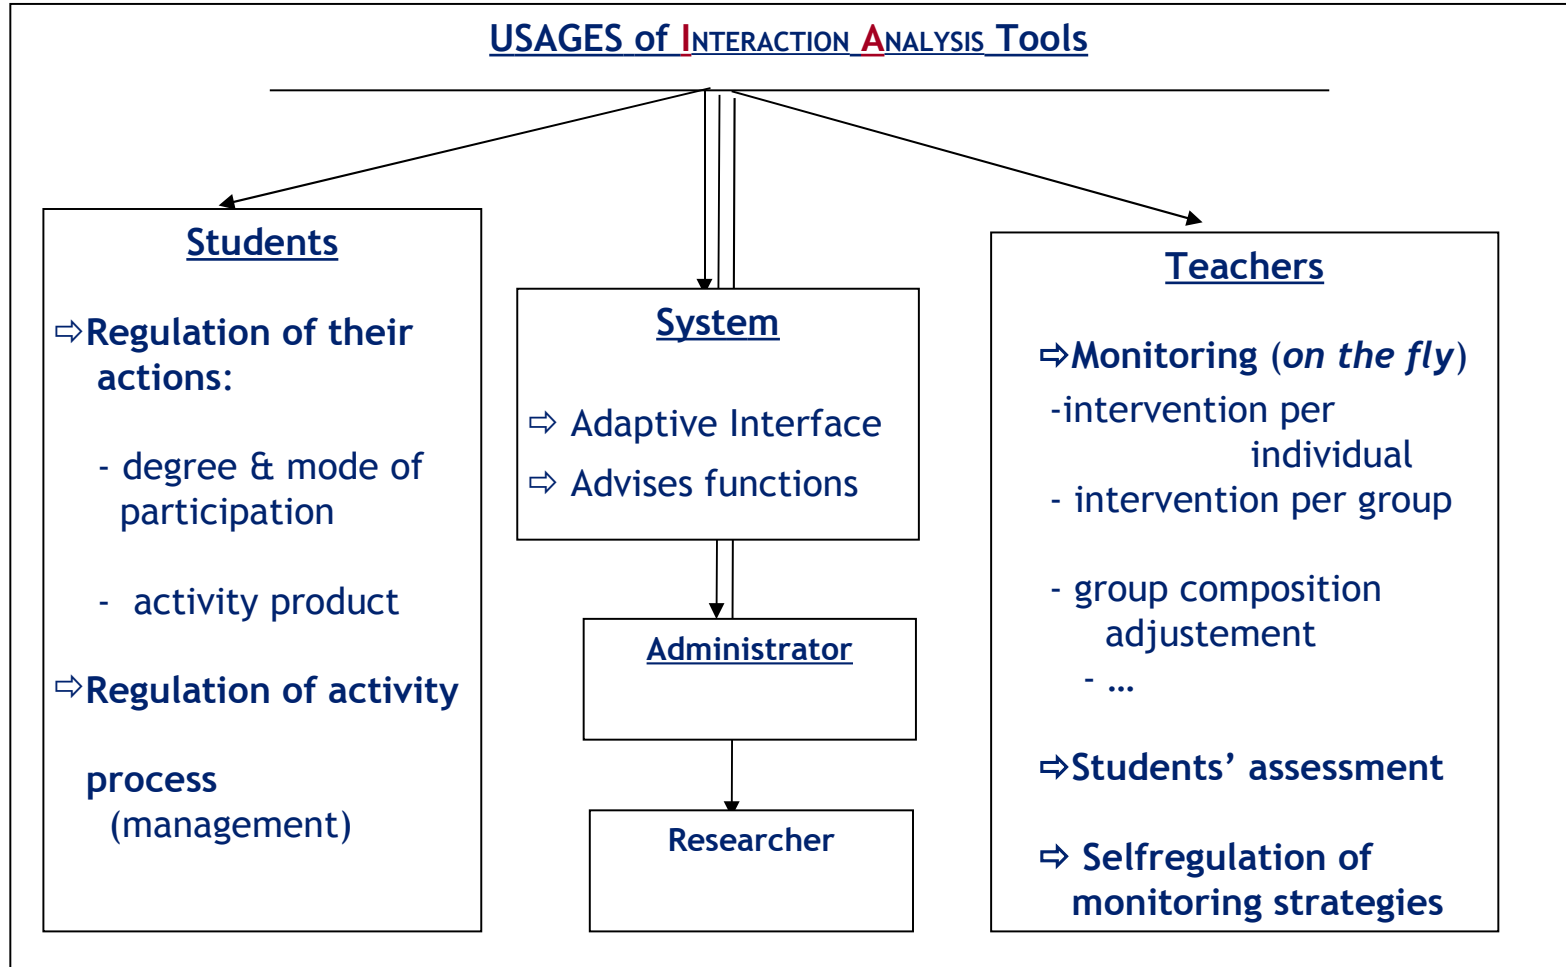 USAGES of INTERACTION ANALYSIS Tools
Students
⇨Regulation of their
actions:
- degree & mode of
participation
- activity product
⇨Regulation of activity
process
(management)
System
⇨ Adaptive Interface
⇨ Advises functions
Administrator
Researcher
Teachers
⇨Monitoring (on the fly)
-intervention per
individual
- intervention per group
- group composition
adjustement
- ...
⇨Students’ assessment
⇨ Selfregulation of
monitoring strategies